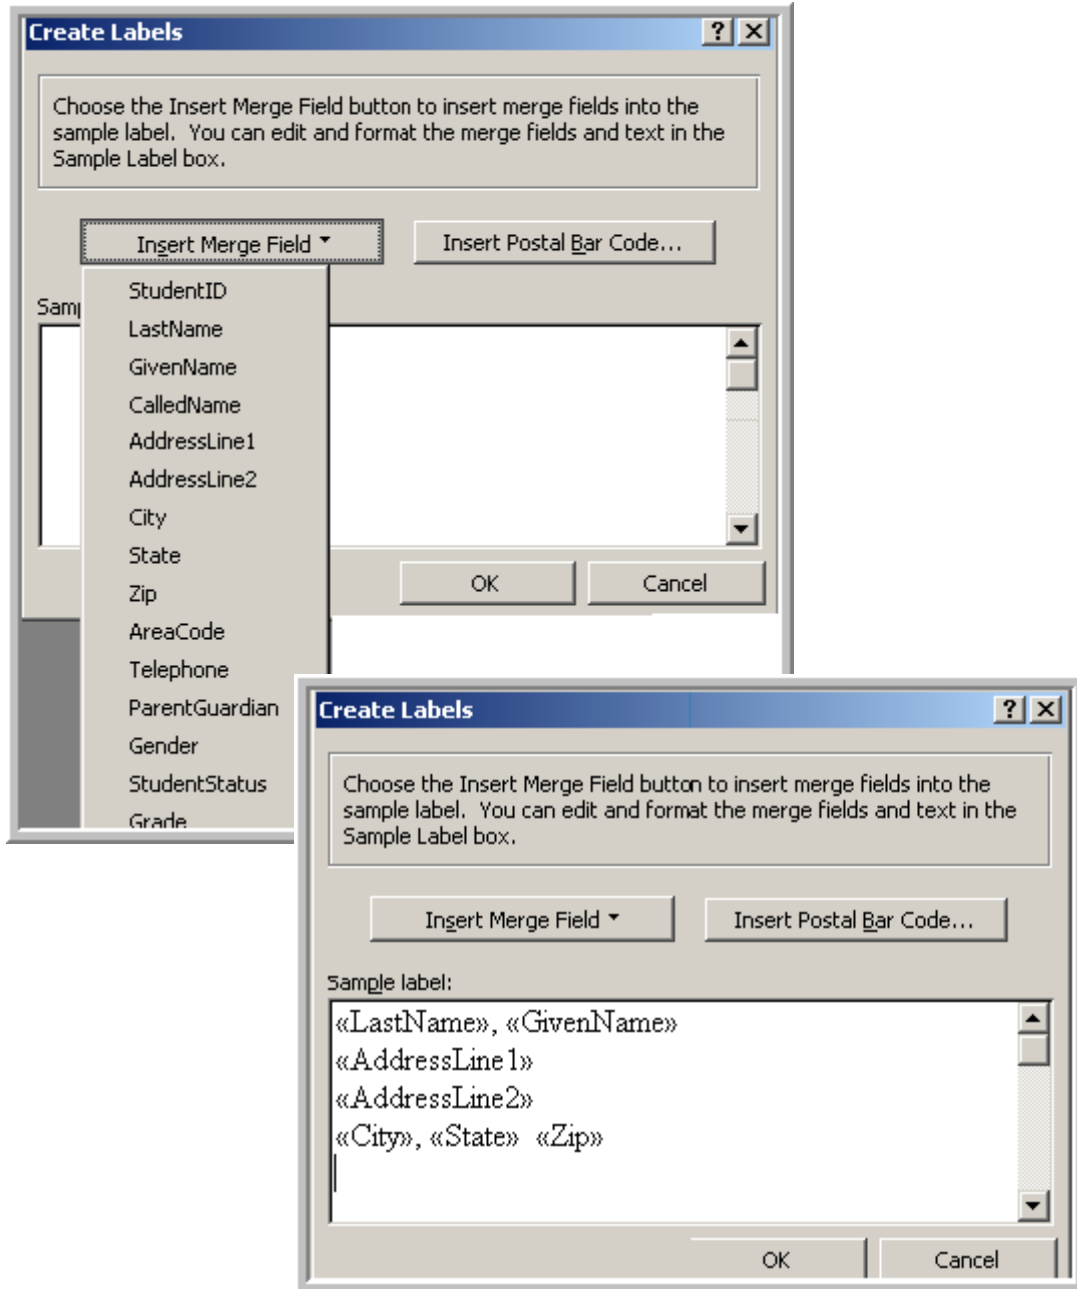 Create Labels
Choose the Insert Merge Field button to insert merge fields into the
sample label.  You can edit and format the merge fields and text in the
Sample Label box.
Insert Merge Field
Insert Postal Bar Code...
Sam
StudentID
LastName
GivenName
CalledName
AddressLine1
AddressLine2
City
State
Zip
AreaCode
Telephone
ParentGuardian
Gender
StudentStatus
Grade
OK
Cancel
Create Labels
Choose the Insert Merge Field button to insert merge fields into the
sample label.  You can edit and format the merge fields and text in the
Sample Label box.
Insert Merge Field
Insert Postal Bar Code...
Sample label:
«LastName», «GivenName»
«AddressLine1»
«AddressLine2»
«City», «State»  «Zip»
OK
Cancel